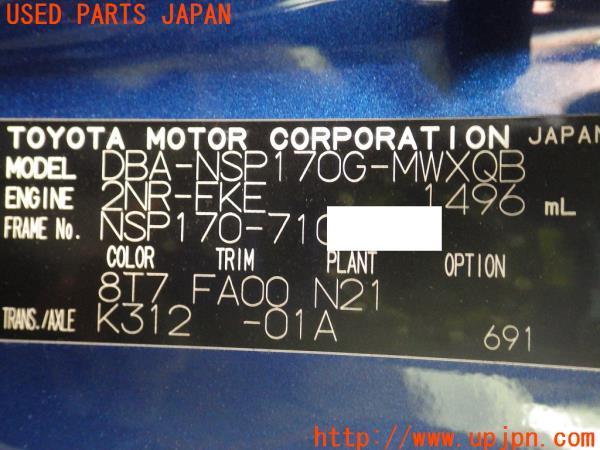 USED PARTS JAPAN
TOYOTA MOTOR CORPORATION JAPAN
MODEL DBA-NSP170G-MWXQB
ENGINE 2NR-FKE 1496 mL
FRAME No. NSP170-710
COLOR TRIM PLANT OPTION
8T7 FA00 N21
TRANS./AXLE K312 -01A
691
http://www.upjpn.com/